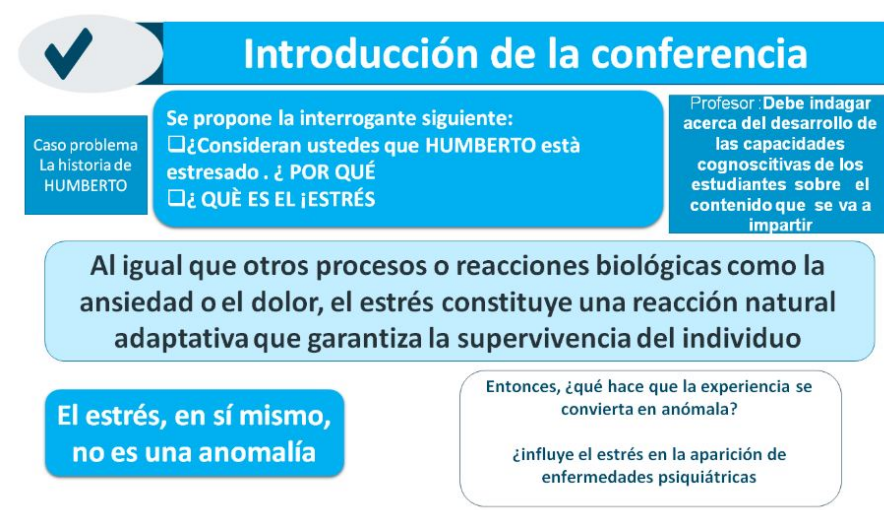 Introducción de la conferencia
Caso problema
La historia de
HUMBERTO
Se propone la interrogante siguiente:
❑¿Consideran ustedes que HUMBERTO està
estresado . ¿ POR QUÉ
❑¿ QUÈ ES EL ¡ESTRÉS
Profesor :Debe indagar
acerca del desarrollo de
las capacidades
cognoscitivas de los
estudiantes sobre el
contenido que se va a
impartir
Al igual que otros procesos o reacciones biológicas como la
ansiedad o el dolor, el estrés constituye una reacción natural
adaptativa que garantiza la supervivencia del individuo
El estrés, en sí mismo,
no es una anomalía
Entonces, ¿qué hace que la experiencia se
convierta en anómala?
¿influye el estrés en la aparición de
enfermedades psiquiátricas